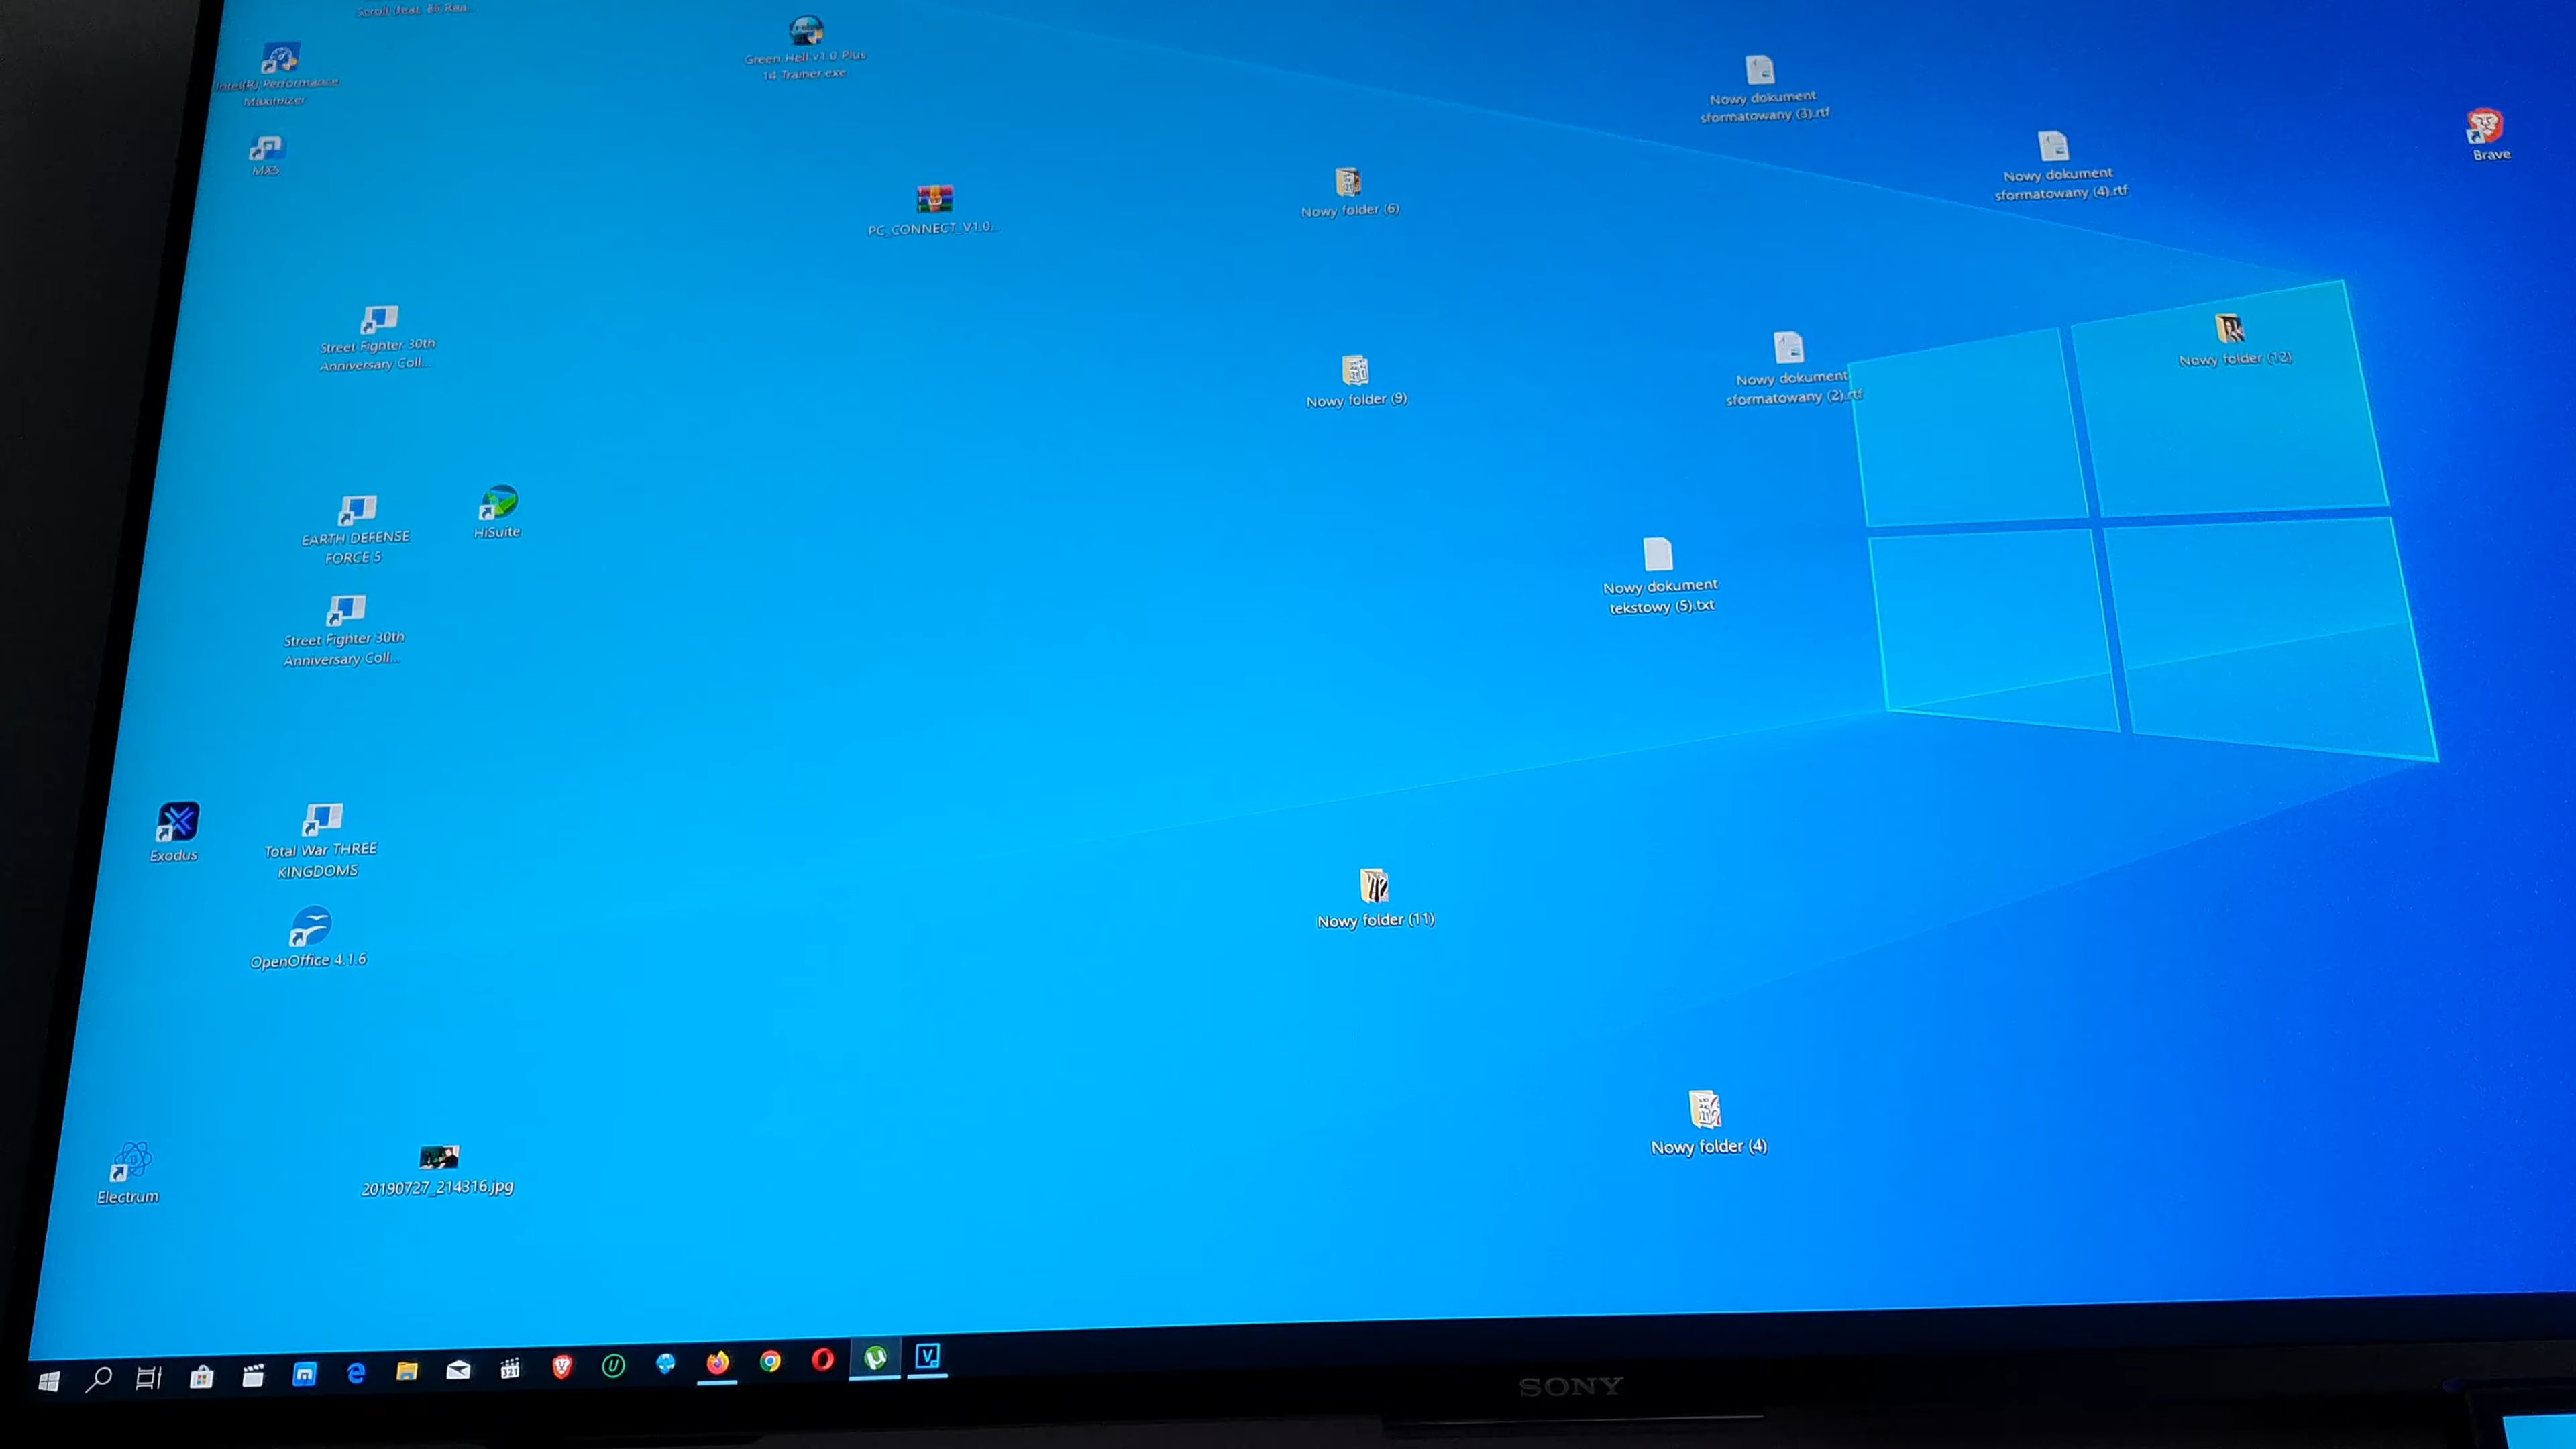 Scroll (feat. Eli Raa...
Intel(R) Performance
Maximizer
MX5
Green Hell v1.0 Plus
14 Trainer.exe
PC_CONNECT_V1.0...
Nowy folder (6)
Nowy dokument
sformatowany (3).rtf
Nowy dokument
sformatowany (4).rtf
Brave
Street Fighter 30th
Anniversary Coll...
Nowy folder (9)
Nowy dokument
sformatowany (2).rtf
Nowy folder (12)
EARTH DEFENSE
FORCE 5
HiSuite
Nowy dokument
tekstowy (5).txt
Street Fighter 30th
Anniversary Coll...
Exodus
Total War THREE
KINGDOMS
Nowy folder (11)
OpenOffice 4.1.6
Electrum
20190727_214316.jpg
Nowy folder (4)
321
SONY